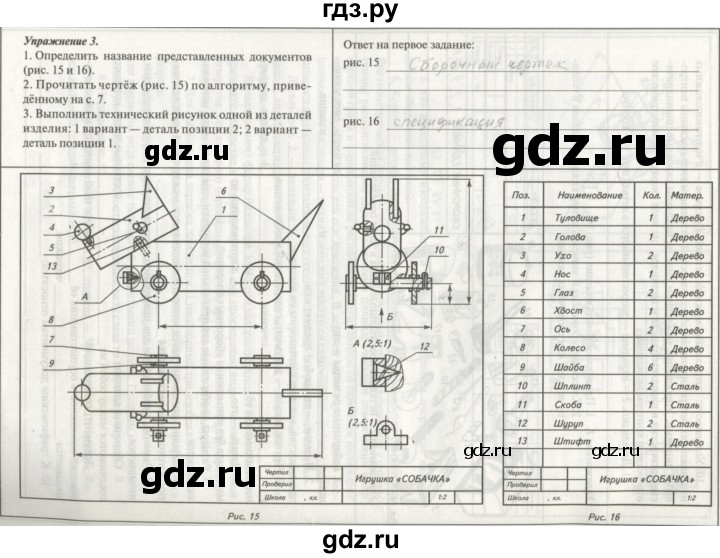 гдз.ру
Упражнение 3.
1. Определить название представленных документов
(рис. 15 и 16).
2. Прочитать чертёж (рис. 15) по алгоритму, приве-
дённому на с. 7.
3. Выполнить технический рисунок одной из деталей
изделия: 1 вариант — деталь позиции 2; 2 вариант —
деталь позиции 1.
Ответ на первое задание:
рис. 15 Сборочный чертеж
рис. 16 спецификация
gdz.ru
gdz.ru
3
2
4
5
13
А
8
7
9
6
1
11
10
Б
А (2,5:1)
12
Б
(2,5:1)
Чертил
Проверил
Школа , кл.
Игрушка «СОБАЧКА»
1:2
Рис. 15
Поз. Наименование Кол. Матер.
1 Туловище 1 Дерево
2 Голова 1 Дерево
3 Ухо 2 Дерево
4 Нос 1 Дерево
5 Глаз 2 Дерево
6 Хвост 1 Дерево
7 Ось 2 Дерево
8 Колесо 4 Дерево
9 Шайба 6 Дерево
10 Шплинт 2 Сталь
11 Скоба 1 Сталь
12 Шуруп 2 Сталь
13 Штифт 1 Дерево
gdz.ru
gdz.ru
Чертил
Проверил
Школа , кл.
Игрушка «СОБАЧКА»
1:2
Рис. 16
gdz.ru
gdz.ru